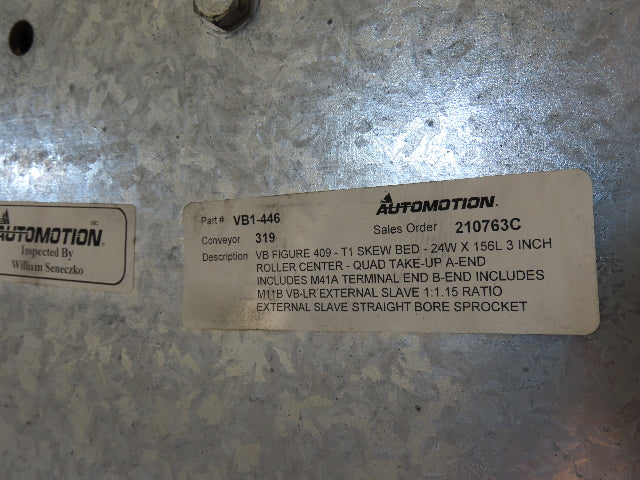 AUTOMOTION INC.
Inspected By
William Seneczko
AUTOMOTION.
Part# VB1-446
Sales Order 210763C
Conveyor 319
Description VB FIGURE 409 - T1 SKEW BED - 24W X 156L 3 INCH
ROLLER CENTER - QUAD TAKE-UP A-END
INCLUDES M41A TERMINAL END B-END INCLUDES
M11B VB-LR EXTERNAL SLAVE 1:1.15 RATIO
EXTERNAL SLAVE STRAIGHT BORE SPROCKET